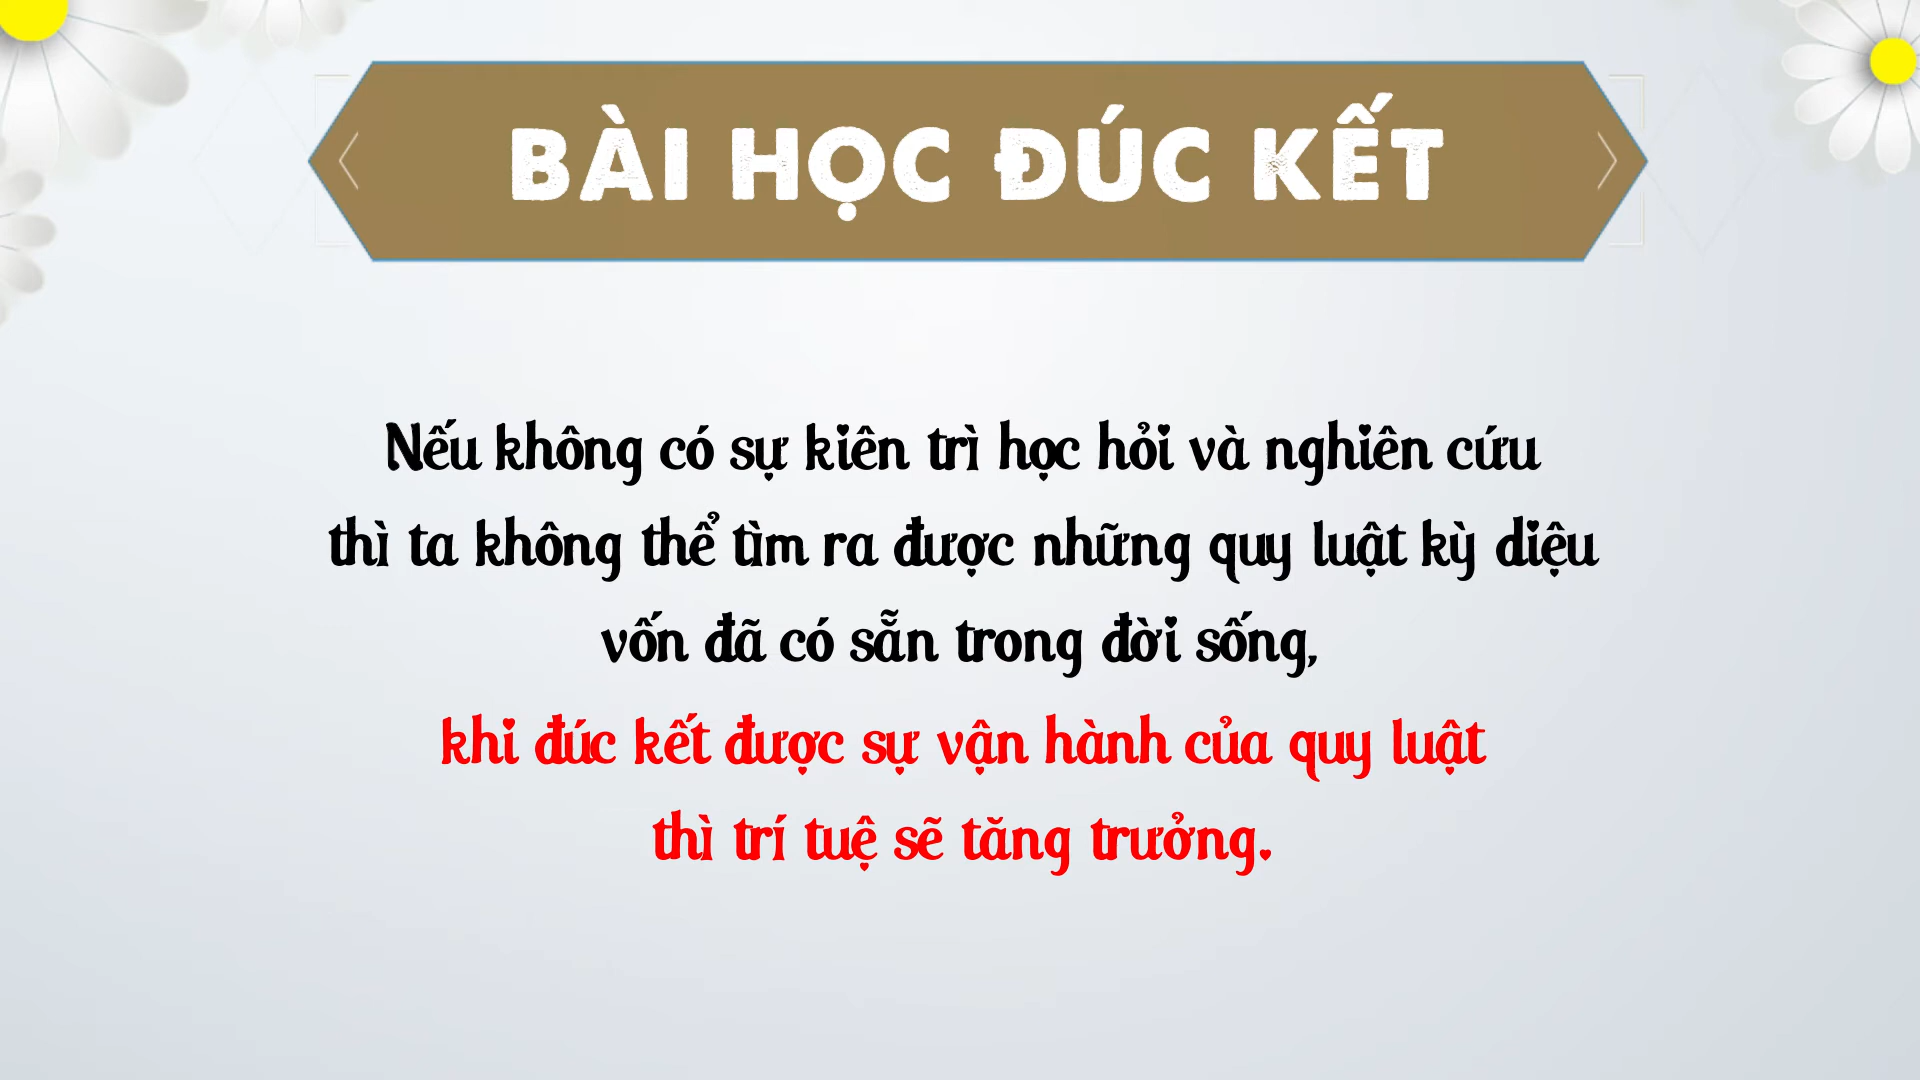 BÀI HỌC ĐÚC KẾT
Nếu không có sự kiên trì học hỏi và nghiên cứu
thì ta không thể tìm ra được những quy luật kỳ diệu
vốn đã có sẵn trong đời sống,
khi đúc kết được sự vận hành của quy luật
thì trí tuệ sẽ tăng trưởng.